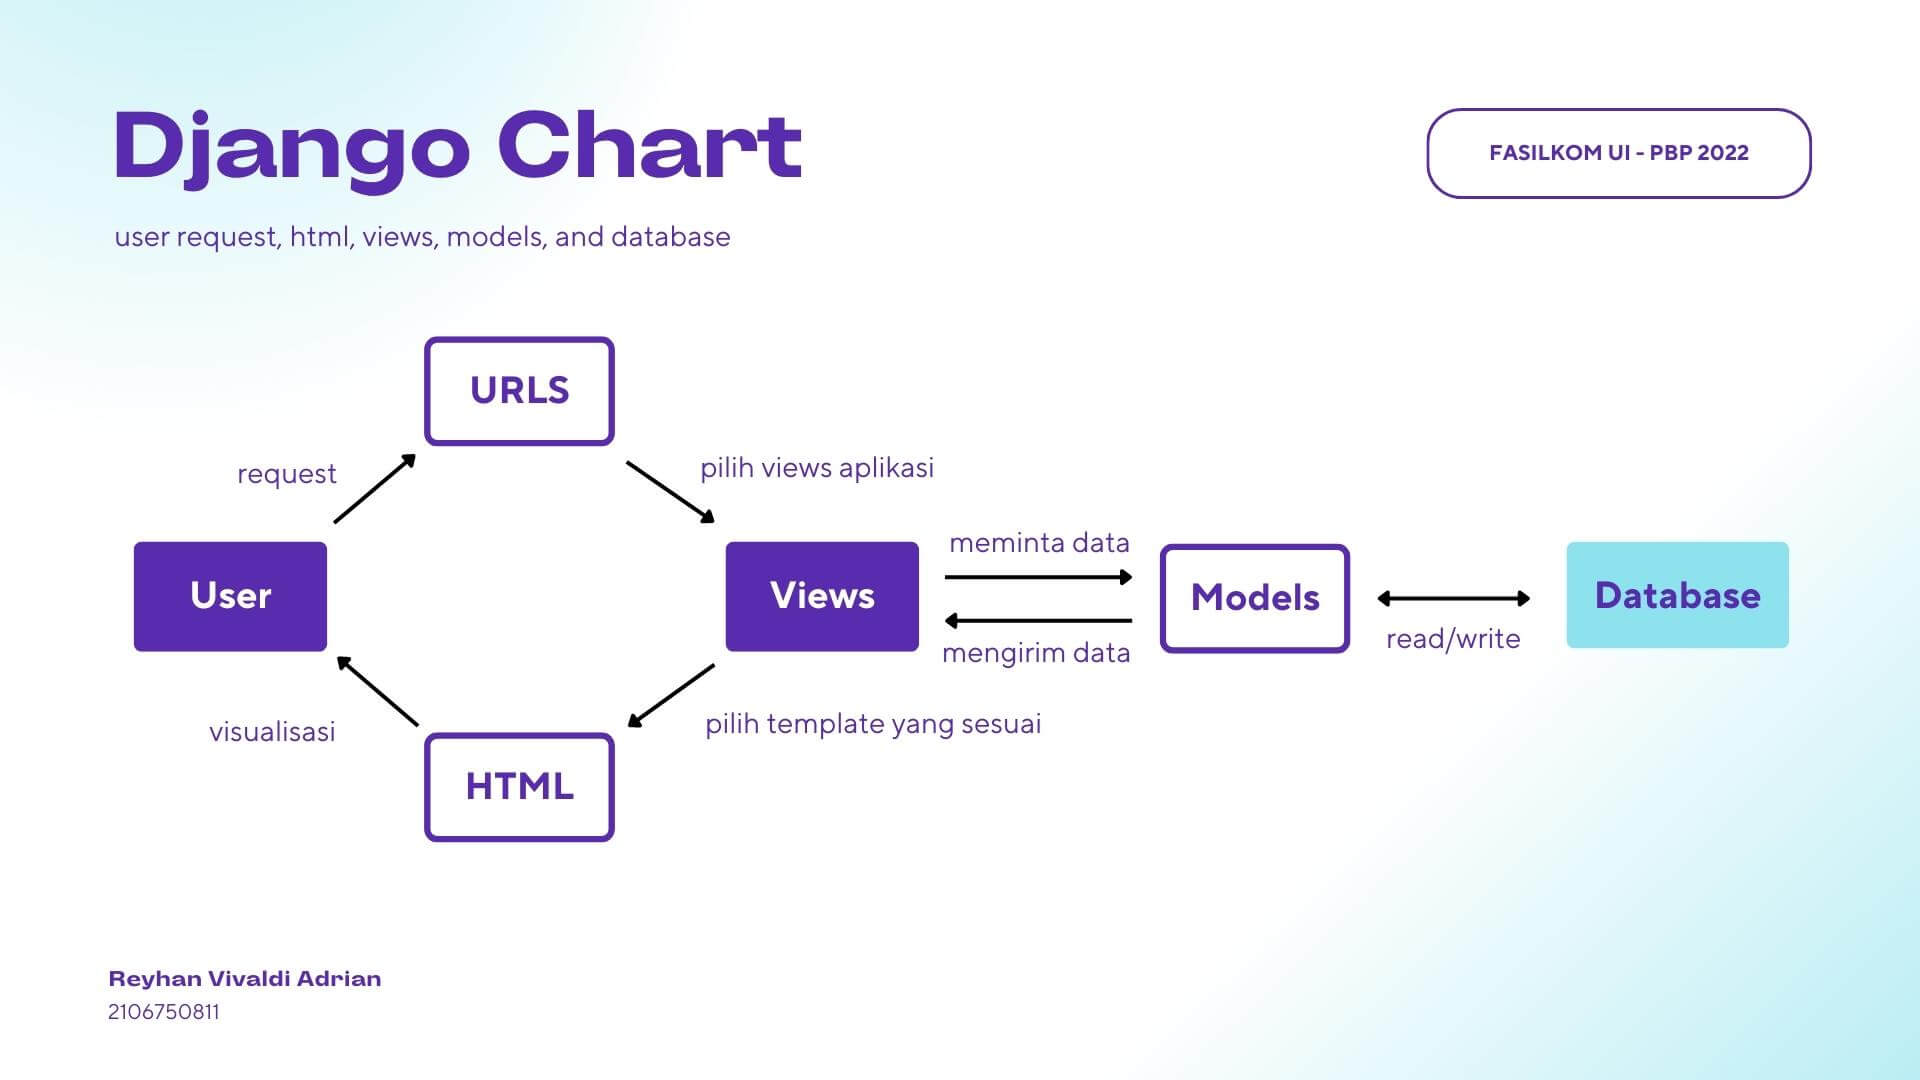 Django Chart
FASILKOM UI - PBP 2022
user request, html, views, models, and database
URLS
request
pilih views aplikasi
meminta data
User
Views
Models
Database
mengirim data
read/write
visualisasi
pilih template yang sesuai
HTML
Reyhan Vivaldi Adrian
2106750811